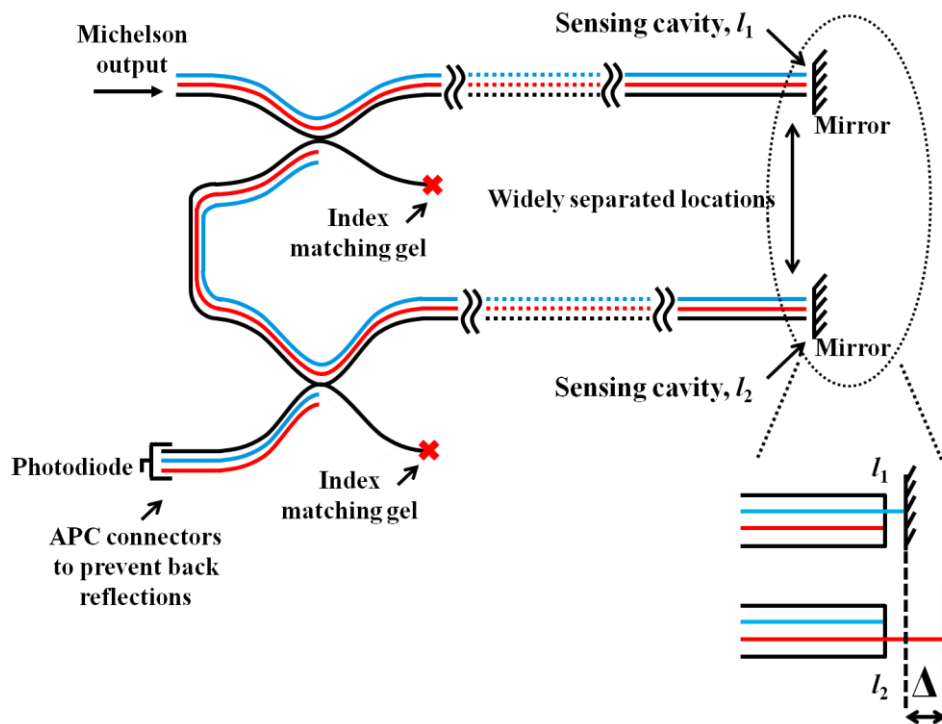 Michelson
output
Sensing cavity, l1
Mirror
Index
matching gel
Widely separated locations
Mirror
Sensing cavity, l2
Photodiode
Index
matching gel
APC connectors
to prevent back
reflections
l1
l2
Δ